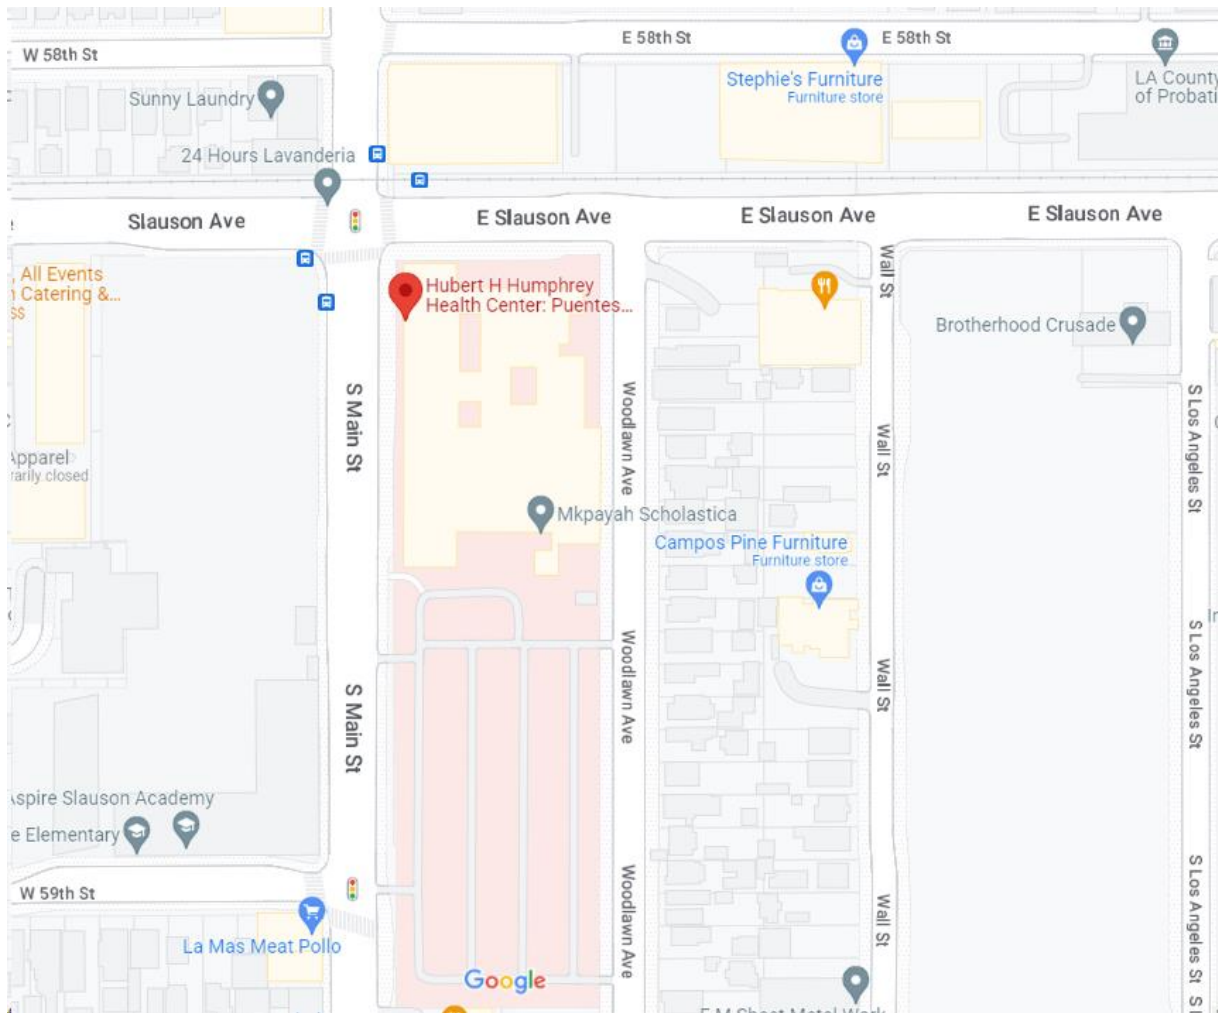 W 58th St
E 58th St
E 58th St
Stephie's Furniture
Furniture store
LA County
of Probati
Sunny Laundry
24 Hours Lavanderia
Slauson Ave
E Slauson Ave
E Slauson Ave
E Slauson Ave
All Events
Catering &...
ss
Hubert H Humphrey
Health Center: Puentes...
Wall St
Brotherhood Crusade
S Main St
Woodlawn Ave
Wall St
S Los Angeles St
Apparel
rarily closed
Mkpayah Scholastica
Campos Pine Furniture
Furniture store
S Main St
Woodlawn Ave
Wall St
S Los Angeles St
Aspire Slauson Academy
e Elementary
W 59th St
La Mas Meat Pollo
Woodlawn Ave
Wall St
S Los Angeles St
Google